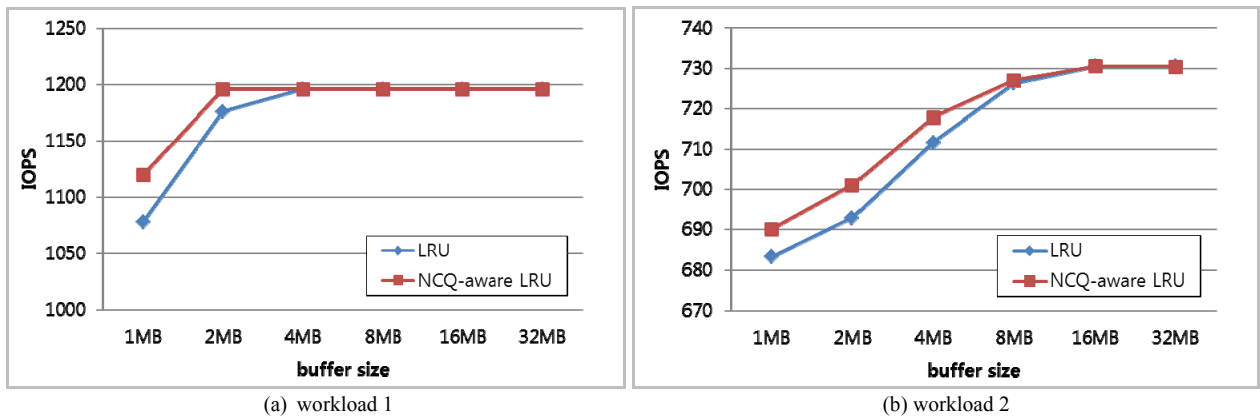 1250
1200
1150
1100
1050
1000
IOPS
LRU
NCQ-aware LRU
1MB 2MB 4MB 8MB 16MB 32MB
buffer size
(a) workload 1
740
730
720
710
700
690
680
670
IOPS
LRU
NCQ-aware LRU
1MB 2MB 4MB 8MB 16MB 32MB
buffer size
(b) workload 2